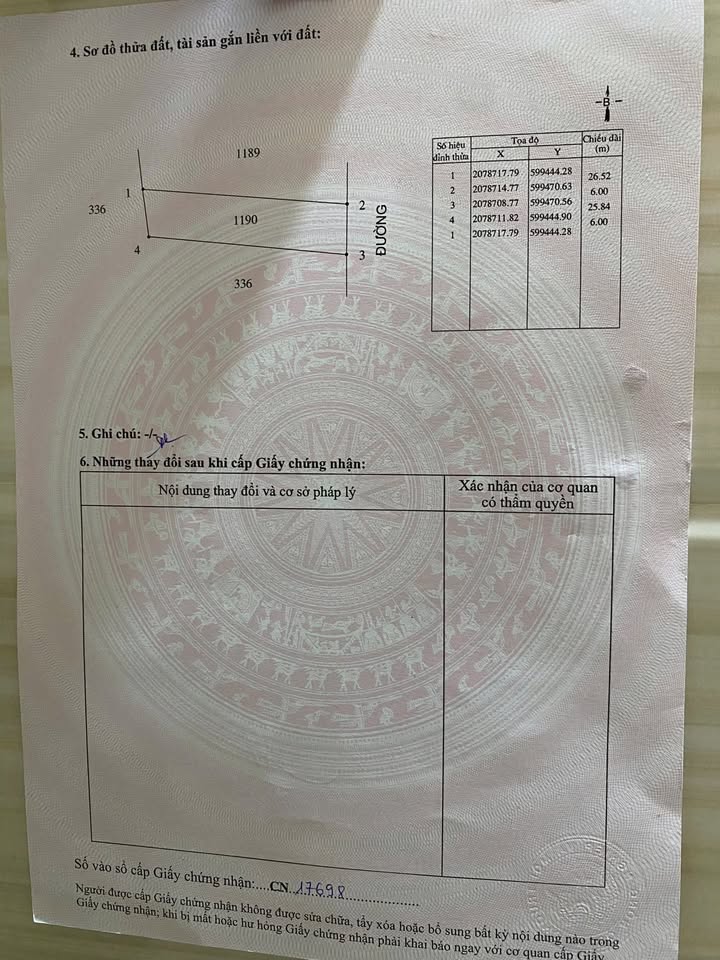 4. Sơ đồ thửa đất, tài sản gắn liền với đất:
B
1189
1
336
2
1190
ĐƯỜNG
4
3
336
Số hiệu đỉnh thửa
Tọa độ
Chiều dài (m)
X
Y
1 2078717.79 599444.28
26.52
2 2078714.77 599470.63
6.00
3 2078708.77 599470.56
25.84
4 2078711.82 599444.90
6.00
1 2078717.79 599444.28
5. Ghi chú: -/-
6. Những thay đổi sau khi cấp Giấy chứng nhận:
Nội dung thay đổi và cơ sở pháp lý
Xác nhận của cơ quan
có thẩm quyền
Số vào sổ cấp Giấy chứng nhận:....CN..17698..................
Người được cấp Giấy chứng nhận không được sửa chữa, tẩy xóa hoặc bổ sung bất kỳ nội dung nào trong
Giấy chứng nhận; khi bị mất hoặc hư hỏng Giấy chứng nhận phải khai báo ngay với cơ quan cấp Giấy